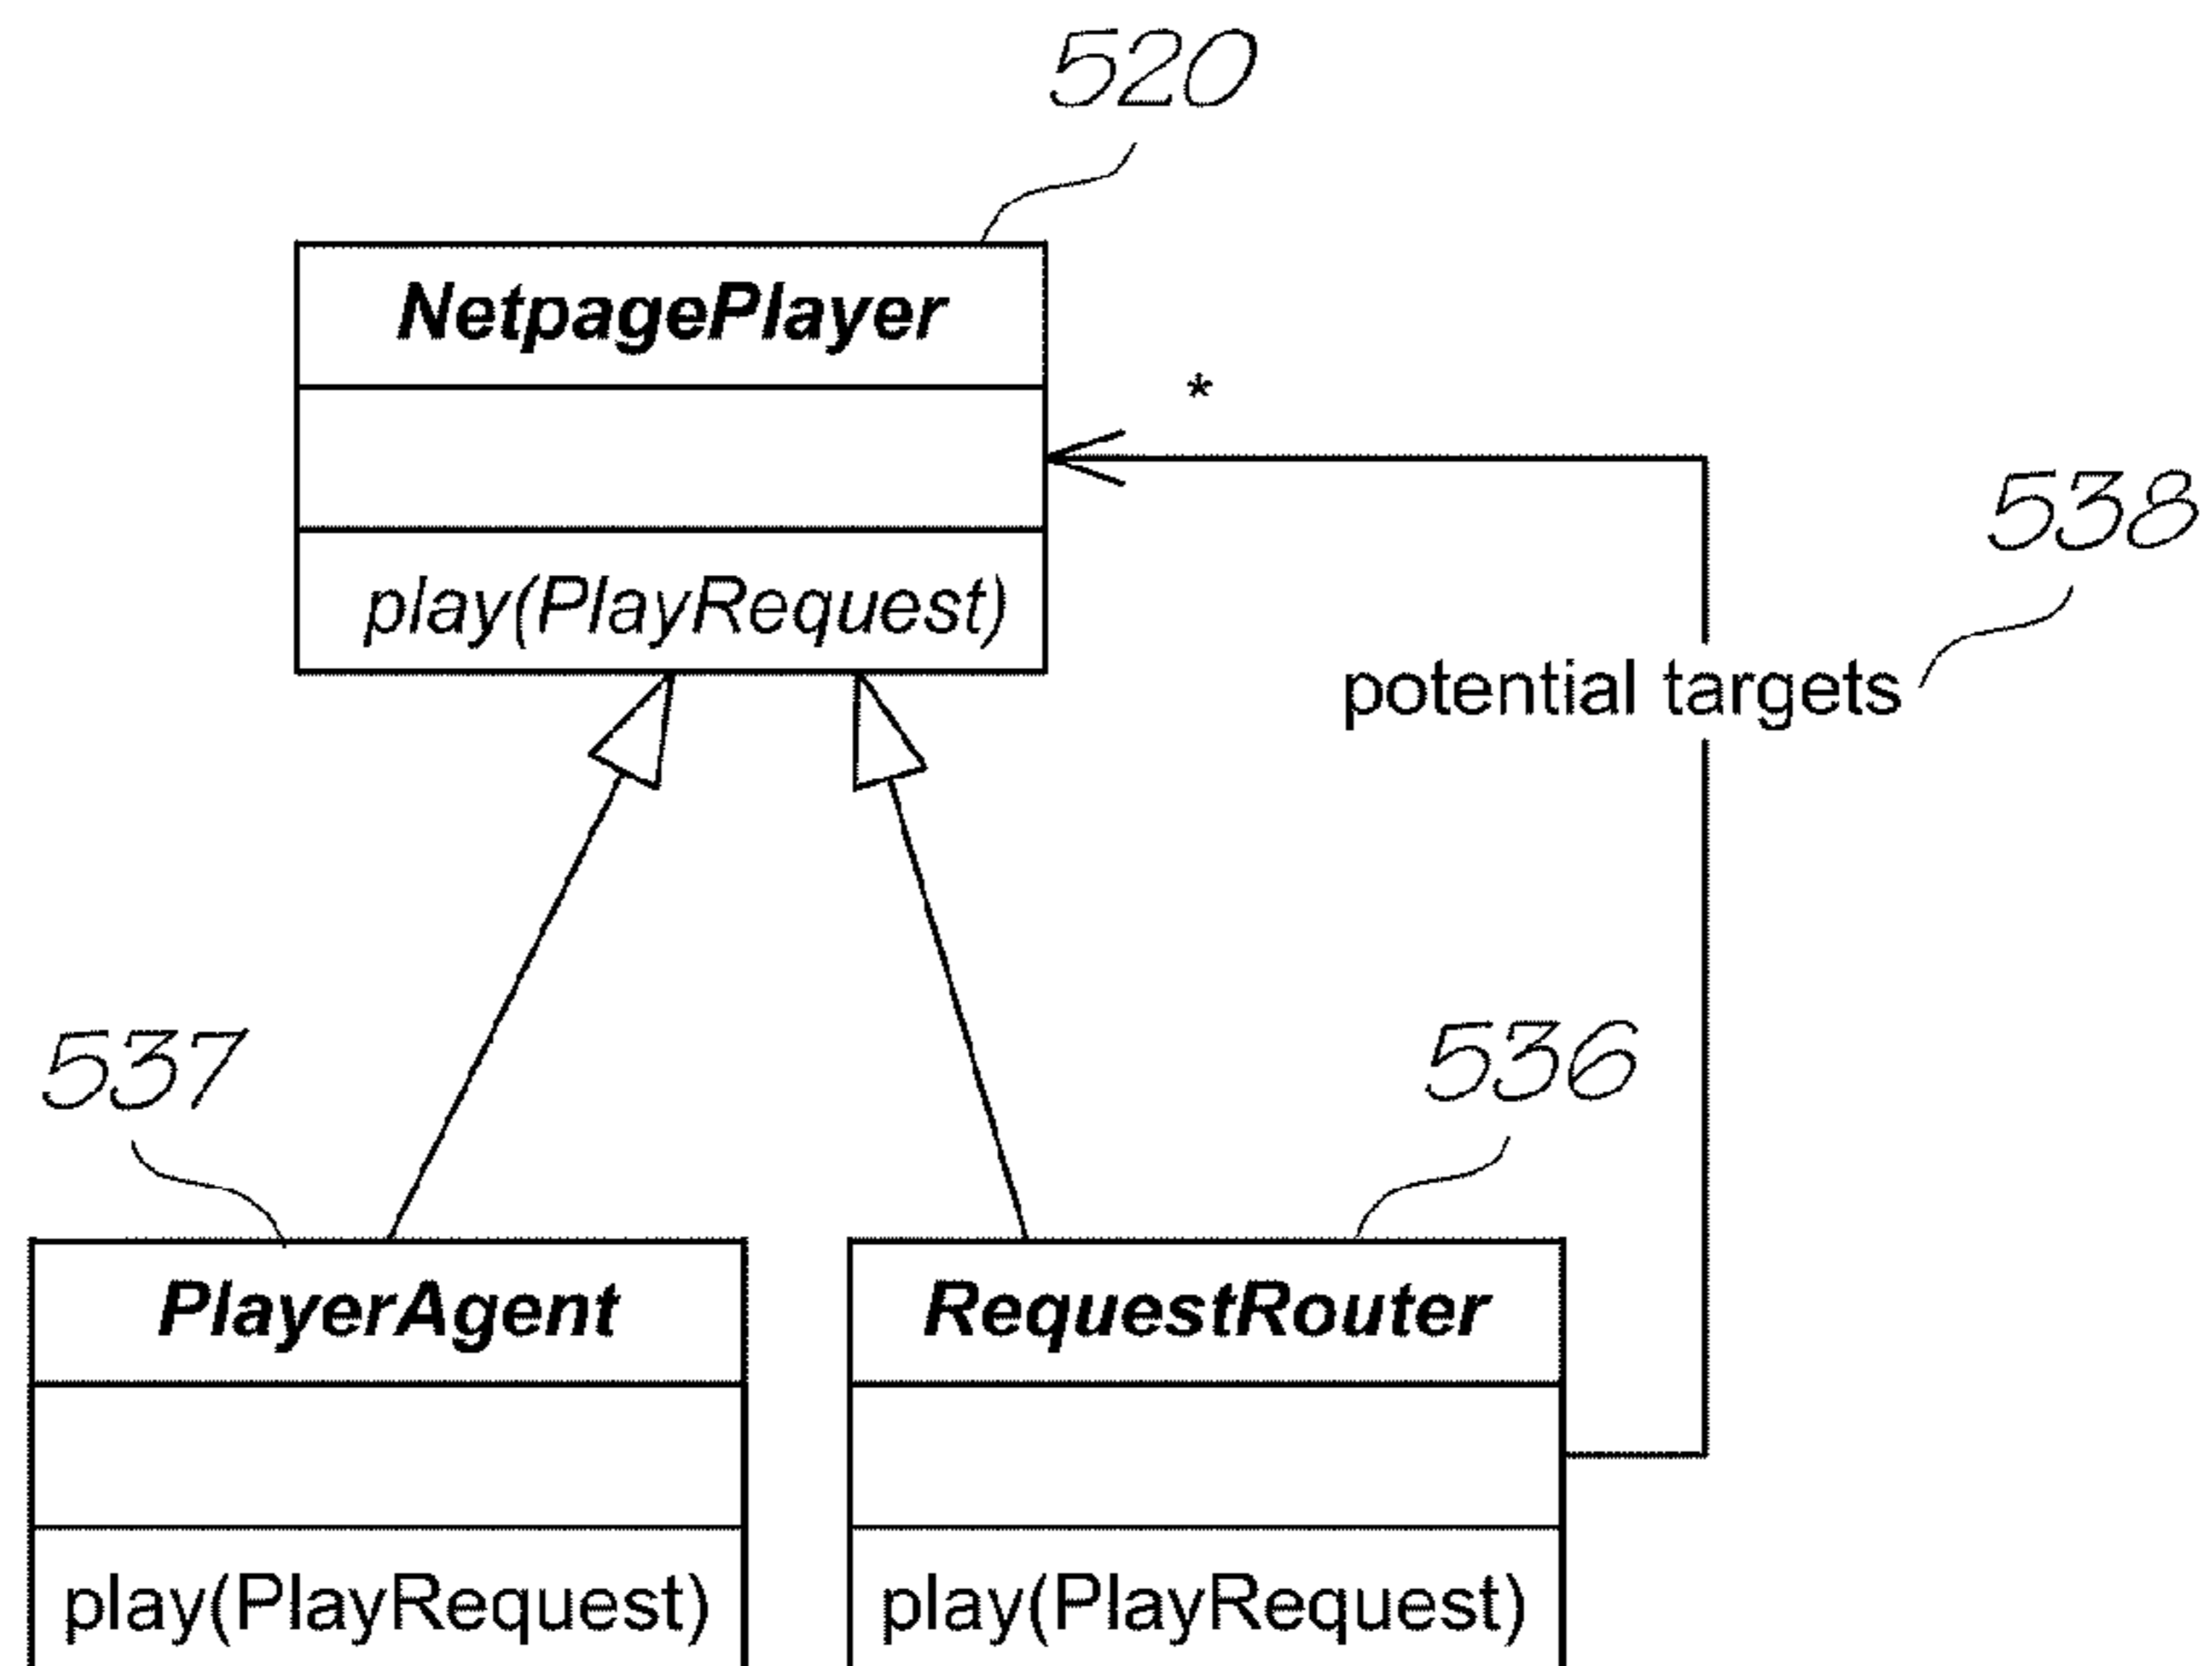 520
NetpagePlayer
*
play(PlayRequest)
538
potential targets
537
536
PlayerAgent
RequestRouter
play(PlayRequest)
play(PlayRequest)